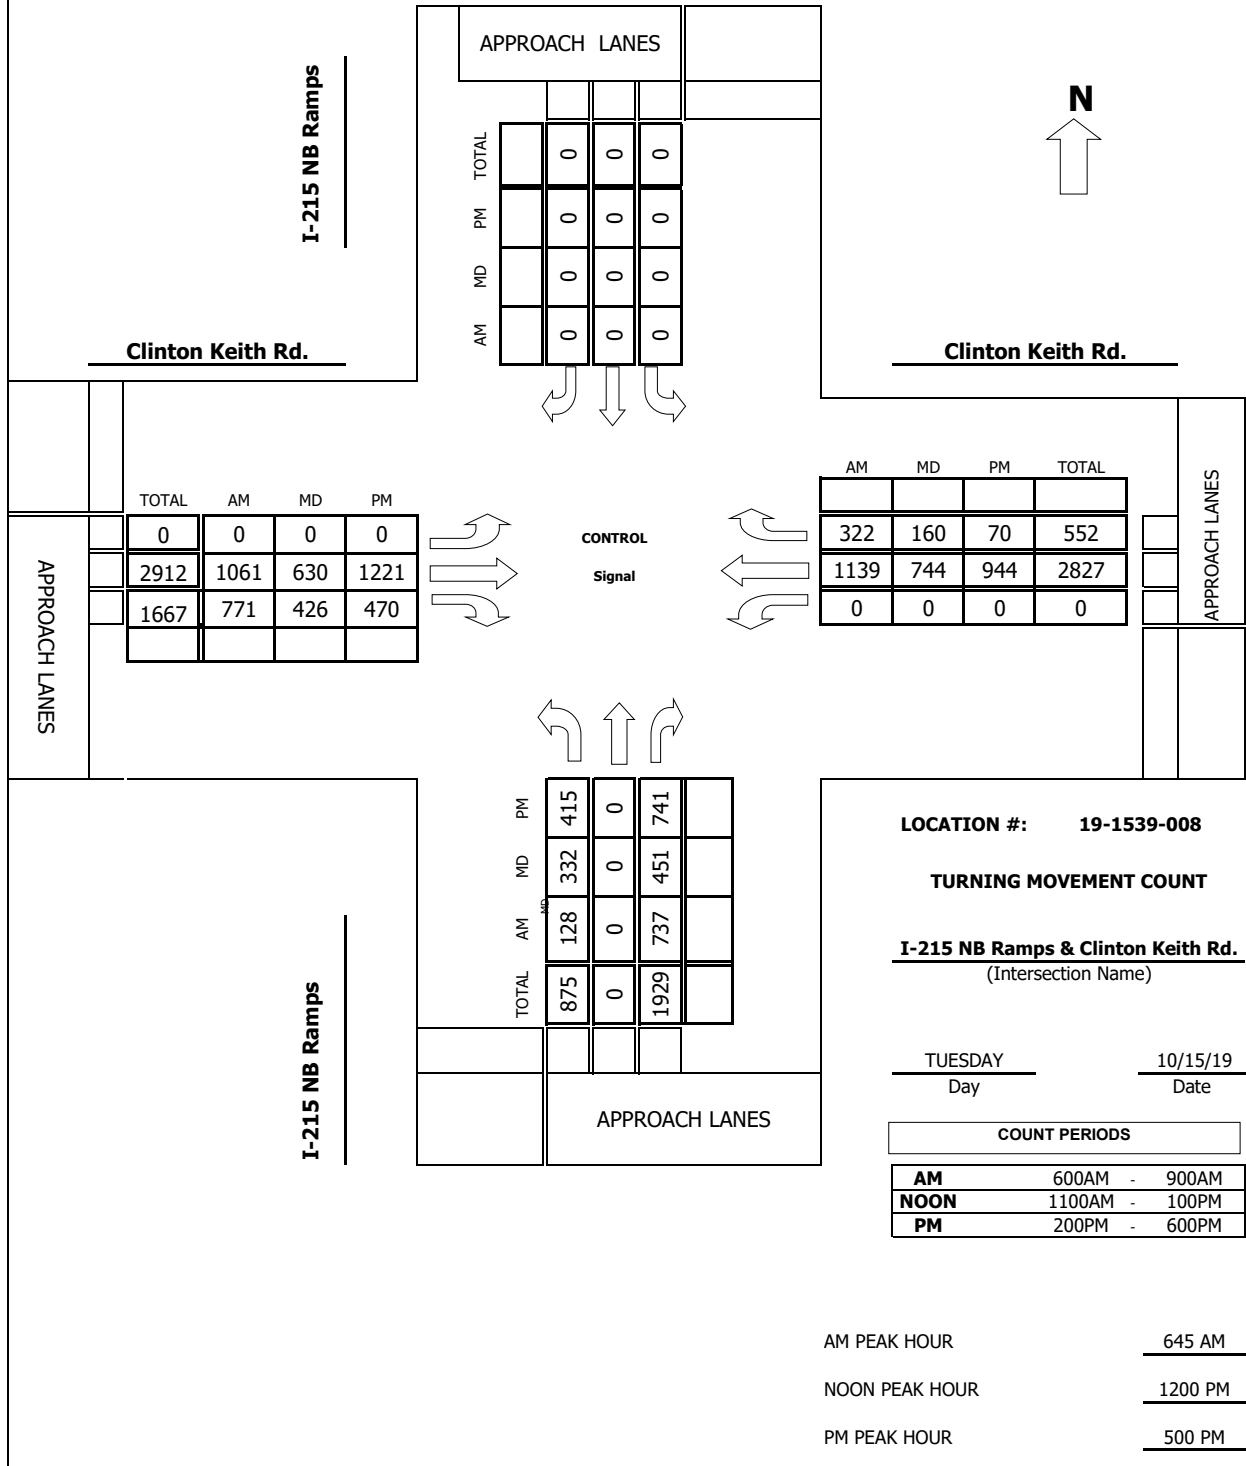 APPROACH LANES
I-215 NB Ramps
N
TOTAL 0 0 0
PM 0 0 0
MD 0 0 0
AM 0 0 0
Clinton Keith Rd.
Clinton Keith Rd.
TOTAL AM MD PM
0 0 0 0
2912 1061 630 1221
1667 771 426 470
APPROACH LANES
CONTROL
Signal
AM MD PM TOTAL
322 160 70 552
1139 744 944 2827
0 0 0 0
APPROACH LANES
PM 415 0 741
MD 332 0 451
MD
AM 128 0 737
TOTAL 875 0 1929
APPROACH LANES
I-215 NB Ramps
LOCATION #: 19-1539-008
TURNING MOVEMENT COUNT
I-215 NB Ramps & Clinton Keith Rd.
(Intersection Name)
TUESDAY 10/15/19
Day Date
COUNT PERIODS
AM 600AM - 900AM
NOON 1100AM - 100PM
PM 200PM - 600PM
AM PEAK HOUR 645 AM
NOON PEAK HOUR 1200 PM
PM PEAK HOUR 500 PM